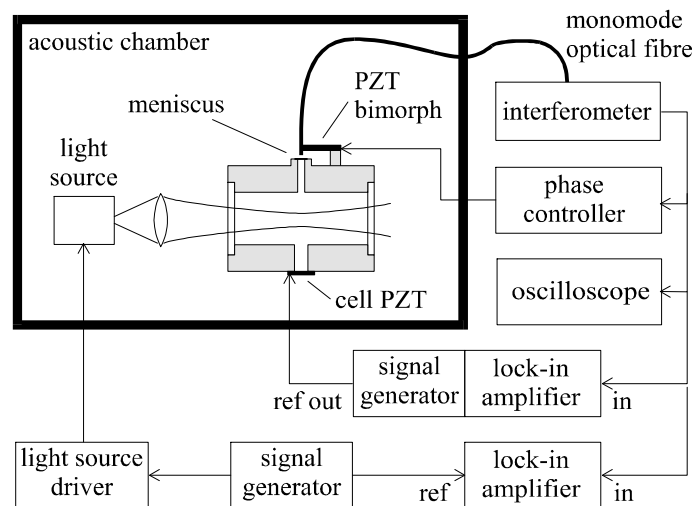 acoustic chamber
monomode
optical fibre
PZT
bimorph
meniscus
interferometer
light
source
phase
controller
cell PZT
oscilloscope
signal
generator
lock-in
amplifier
ref out
in
light source
driver
signal
generator
ref
lock-in
amplifier
in